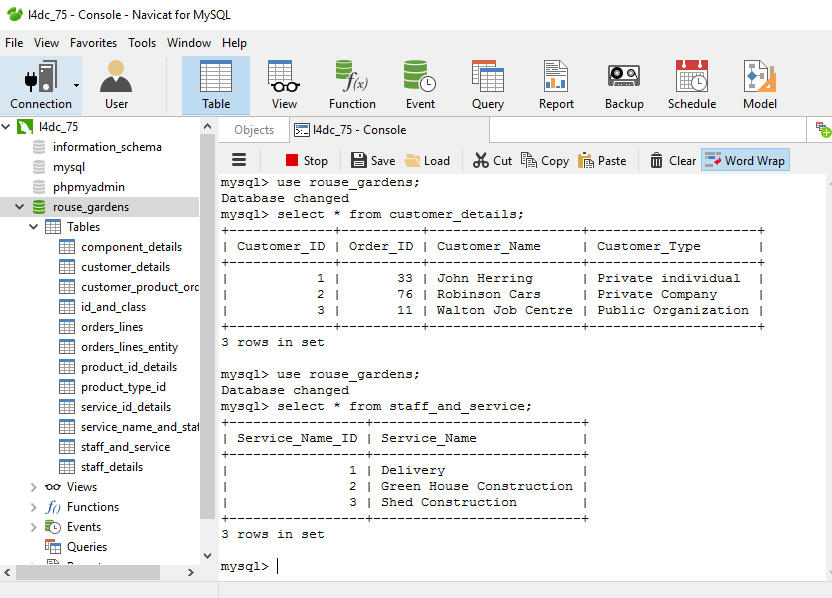 l4dc_75 - Console - Navicat for MySQL
File View Favorites Tools Window Help
Connection User Table View Function Event Query Report Backup Schedule Model
l4dc_75
information_schema
mysql
phpmyadmin
rouse_gardens
Tables
component_details
customer_details
customer_product_ord
id_and_class
orders_lines
orders_lines_entity
product_id_details
product_type_id
service_id_details
service_name_and_staf
staff_and_service
staff_details
Views
Functions
Events
Queries
Objects l4dc_75 - Console
Stop Save Load Cut Copy Paste Clear Word Wrap
mysql> use rouse_gardens;
Database changed
mysql> select * from customer_details;
+-------------+----------+-------------------+---------------------+
| Customer_ID | Order_ID | Customer_Name     | Customer_Type       |
+-------------+----------+-------------------+---------------------+
|           1 |       33 | John Herring      | Private individual  |
|           2 |       76 | Robinson Cars     | Private Company     |
|           3 |       11 | Walton Job Centre | Public Organization |
+-------------+----------+-------------------+---------------------+
3 rows in set
mysql> use rouse_gardens;
Database changed
mysql> select * from staff_and_service;
+-----------------+--------------------------+
| Service_Name_ID | Service_Name             |
+-----------------+--------------------------+
|               1 | Delivery                 |
|               2 | Green House Construction |
|               3 | Shed Construction        |
+-----------------+--------------------------+
3 rows in set
mysql>